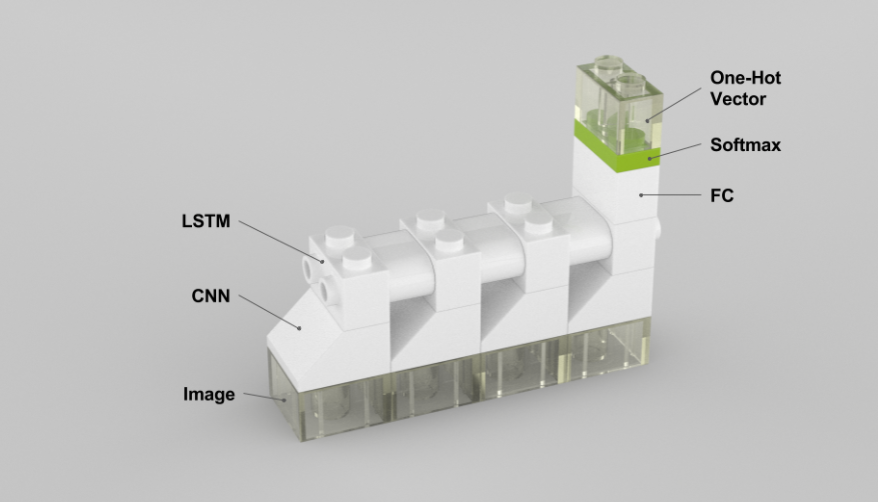 One-Hot
Vector
Softmax
FC
LSTM
CNN
Image